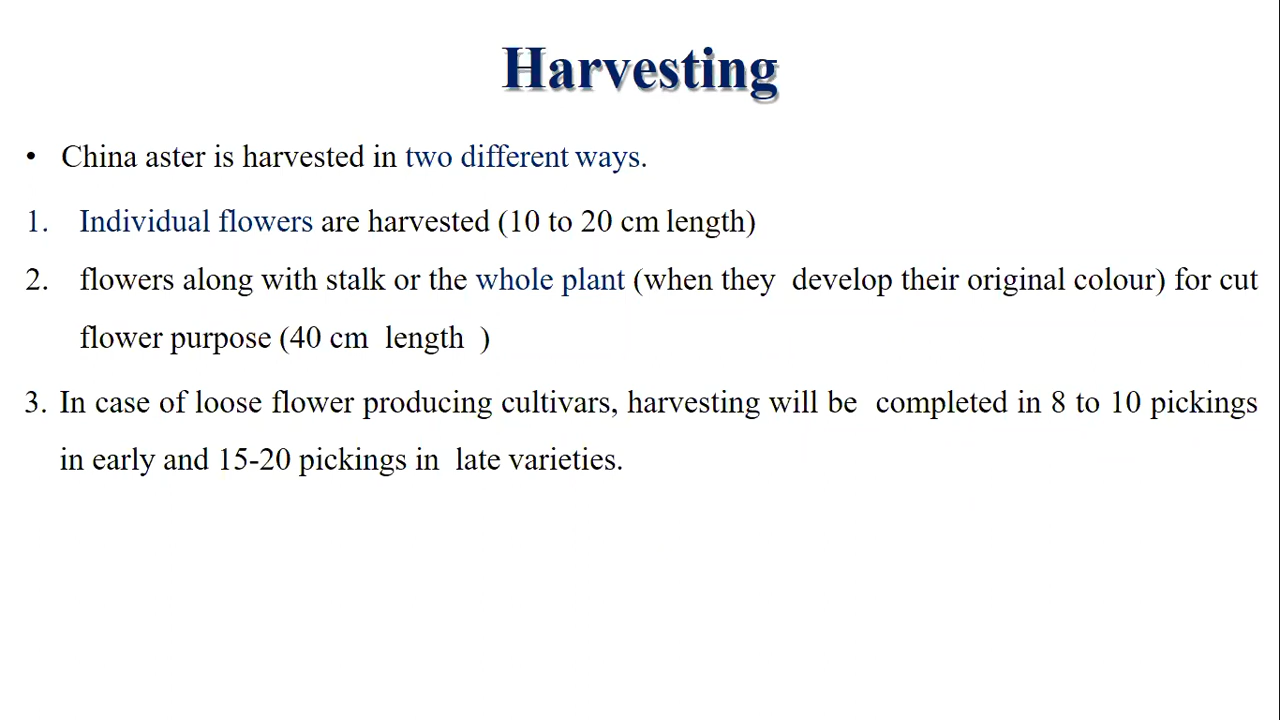 Harvesting
• China aster is harvested in two different ways.
1. Individual flowers are harvested (10 to 20 cm length)
2. flowers along with stalk or the whole plant (when they develop their original colour) for cut
flower purpose (40 cm length )
3. In case of loose flower producing cultivars, harvesting will be completed in 8 to 10 pickings
in early and 15-20 pickings in late varieties.